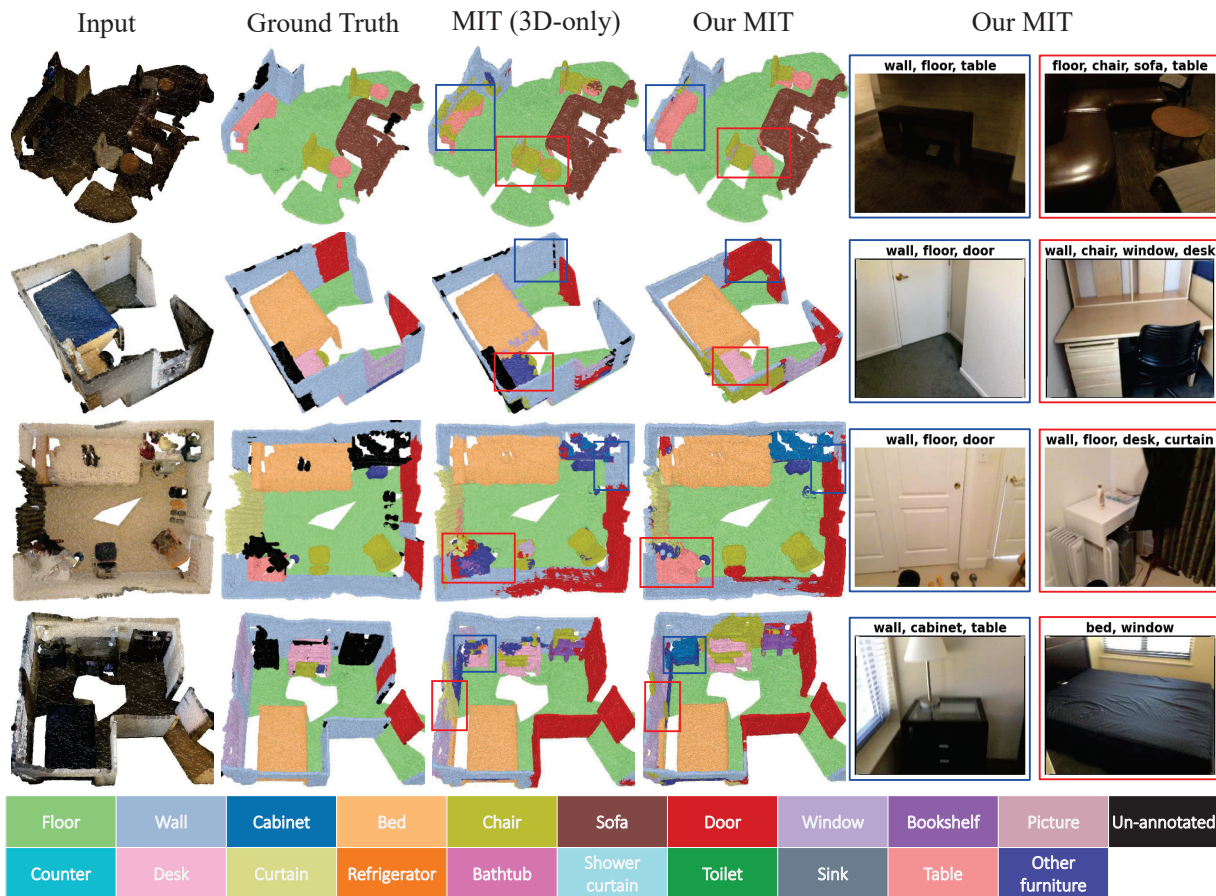 Input Ground Truth MIT (3D-only) Our MIT Our MIT
wall, floor, table floor, chair, sofa, table
wall, floor, door wall, chair, window, desk
wall, floor, door wall, floor, desk, curtain
wall, cabinet, table bed, window
Floor Wall Cabinet Bed Chair Sofa Door Window Bookshelf Picture Un-annotated
Counter Desk Curtain Refrigerator Bathtub Shower curtain Toilet Sink Table Other furniture